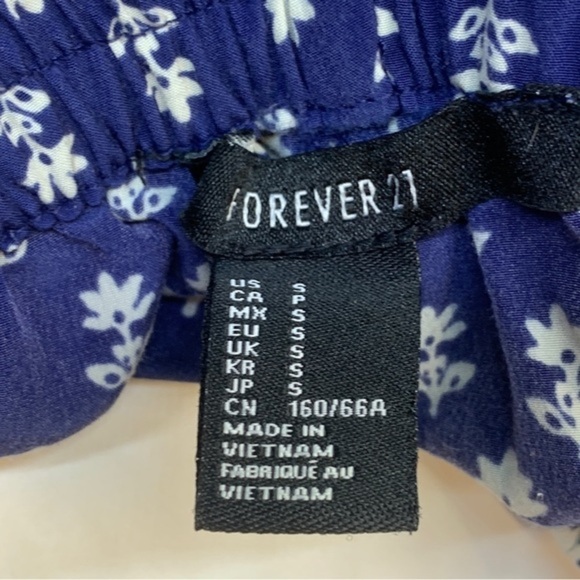 FOREVER 21
US S
CA P
MX S
EU S
UK S
KR S
JP S
CN 160/66A
MADE IN
VIETNAM
FABRIQUÉ AU
VIETNAM